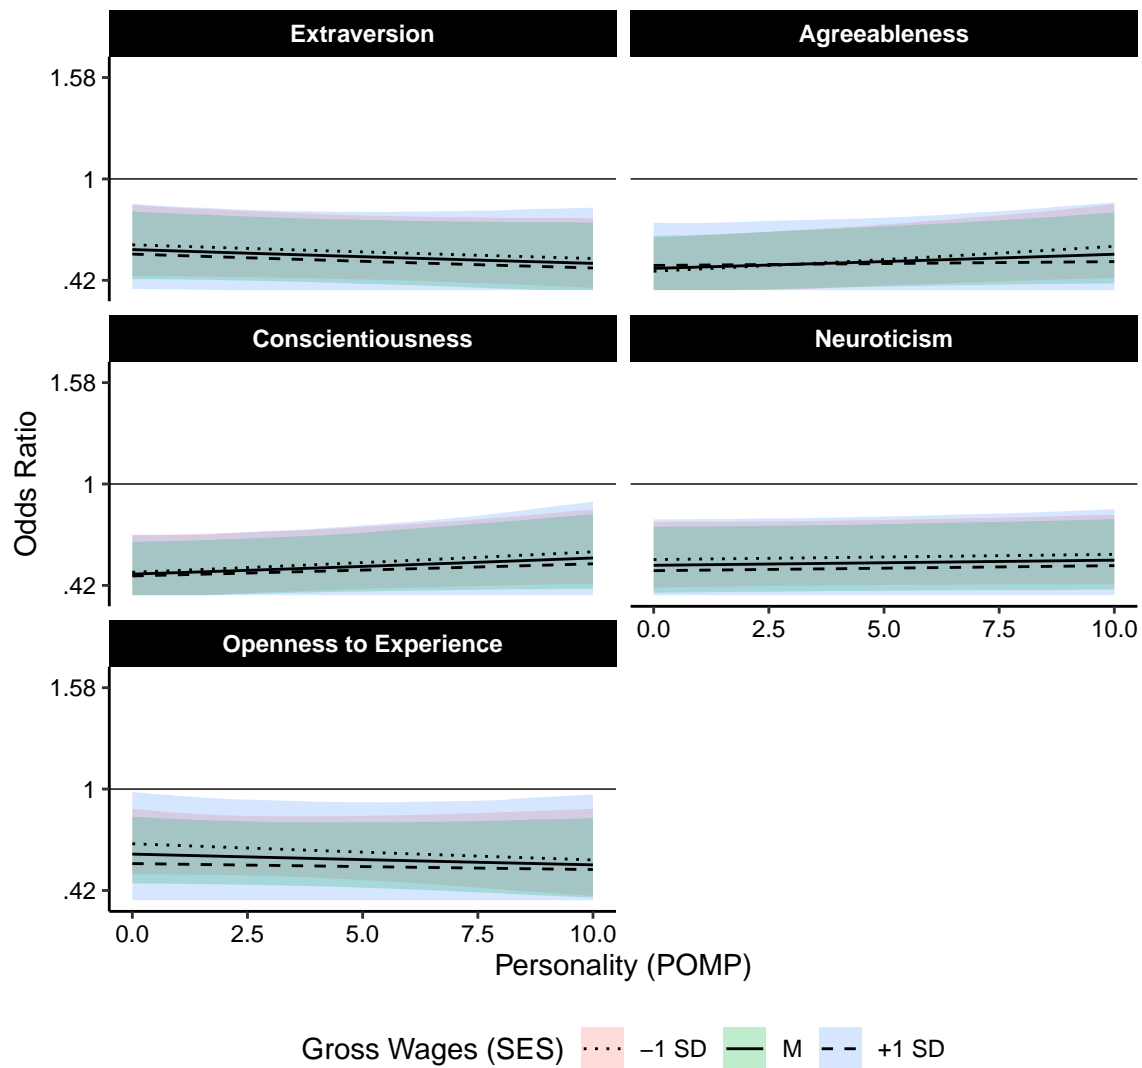 Extraversion
Agreeableness
1.58
1
.42
Conscientiousness
Neuroticism
1.58
1
.42
0.0 2.5 5.0 7.5 10.0
Openness to Experience
1.58
1
.42
0.0 2.5 5.0 7.5 10.0
Odds Ratio
Personality (POMP)
Gross Wages (SES) −1 SD M +1 SD